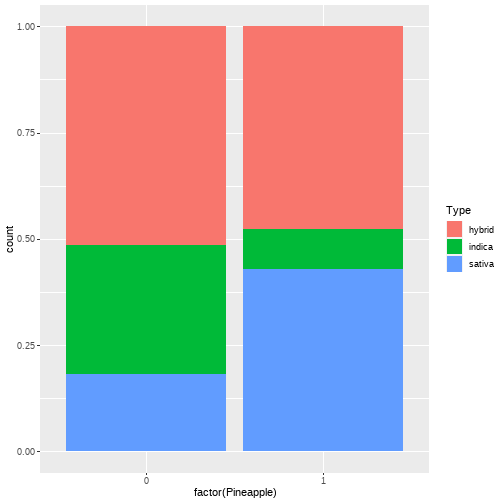 1.00
0.75
0.50
0.25
0.00
count
0
1
factor(Pineapple)
Type
hybrid
indica
sativa